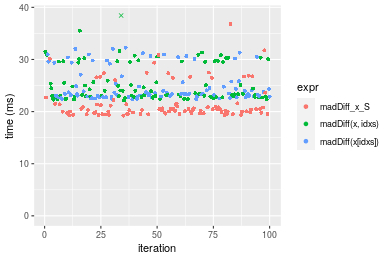 40
30
20
10
0
time (ms)
0
25
50
75
100
iteration
expr
madDiff_x_S
madDiff(x, idxs)
madDiff(x[idxs])